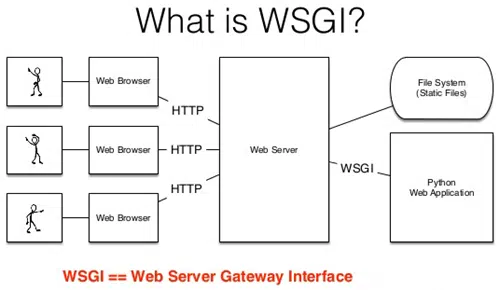 What is WSGI?
Web Browser
HTTP
Web Browser
HTTP
Web Browser
HTTP
Web Server
File System
(Static Files)
WSGI
Python
Web Application
WSGI == Web Server Gateway Interface